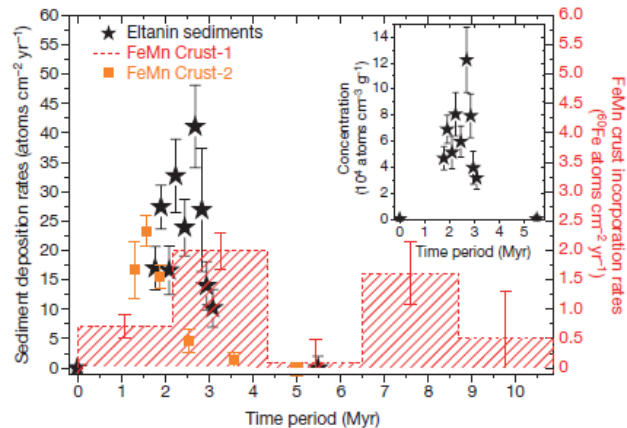 Eltanin sediments
FeMn Crust-1
FeMn Crust-2
Sediment deposition rates (atoms cm⁻² yr⁻¹)
60
55
50
45
40
35
30
25
20
15
10
5
0
0 1 2 3 4 5 6 7 8 9 10
Time period (Myr)
Concentration
(10⁴ atoms cm⁻³ g⁻¹)
14
12
10
8
6
4
2
0
0 1 2 3 4 5
Time period (Myr)
6.0
5.5
5.0
4.5
4.0
3.5
3.0
2.5
2.0
1.5
1.0
0.5
0.0
FeMn crust incorporation rates
(⁶⁰Fe atoms cm⁻² yr⁻¹)